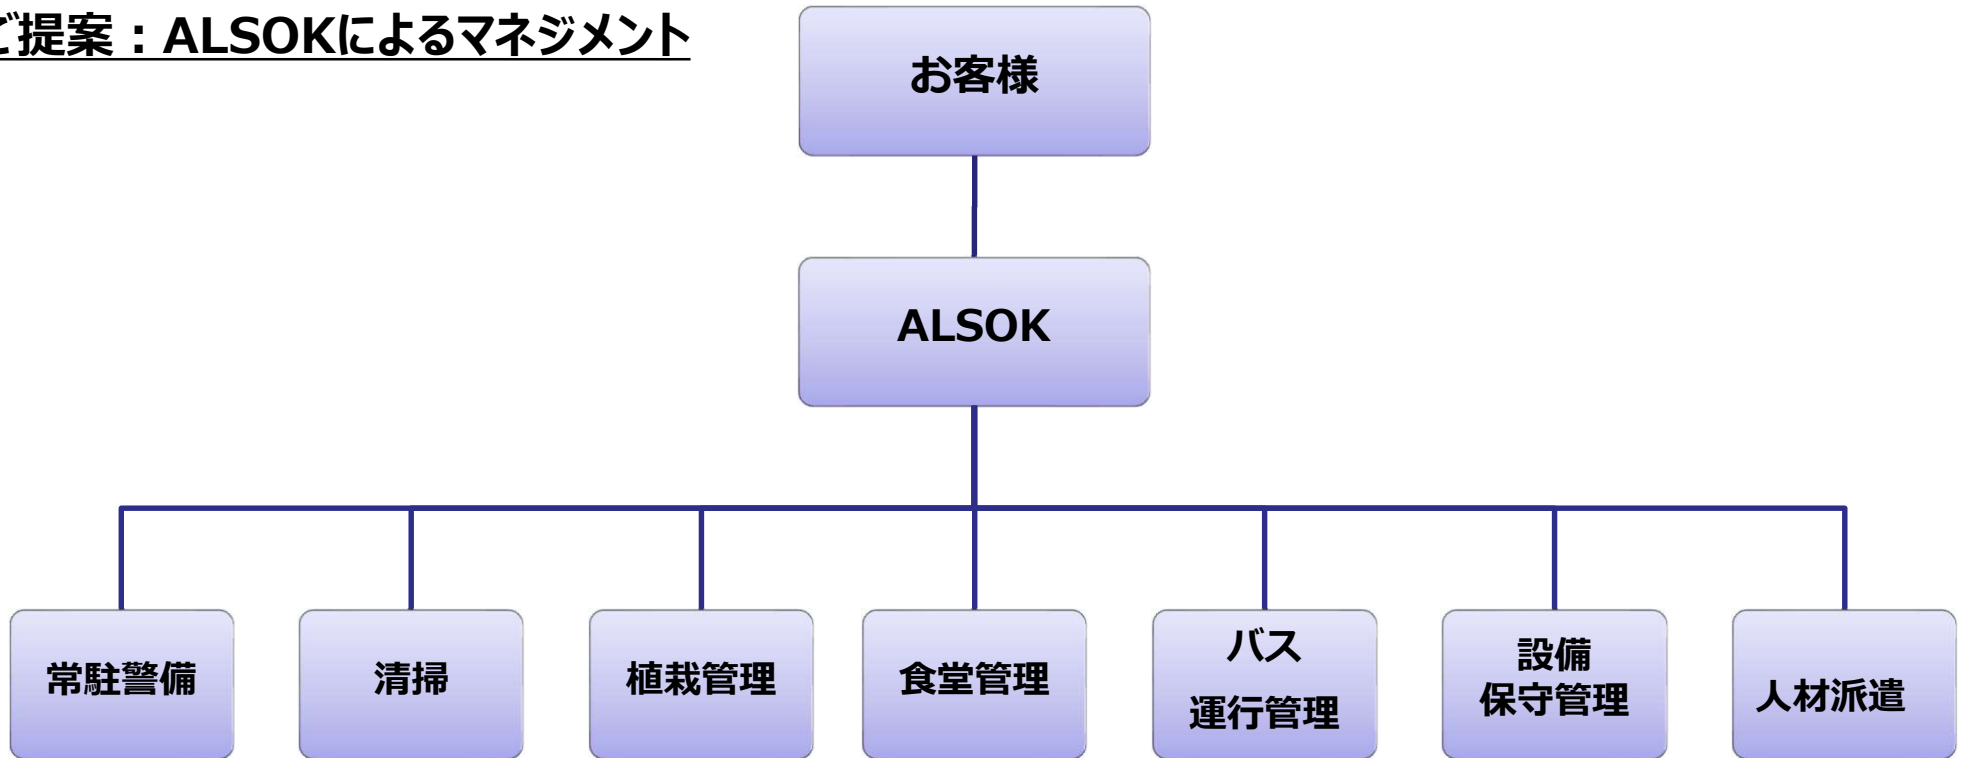 ご提案：ALSOKによるマネジメント
お客様
ALSOK
常駐警備
清掃
植栽管理
食堂管理
バス
運行管理
設備
保守管理
人材派遣